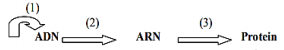 (1) (2) (3)
ADN ARN Protein